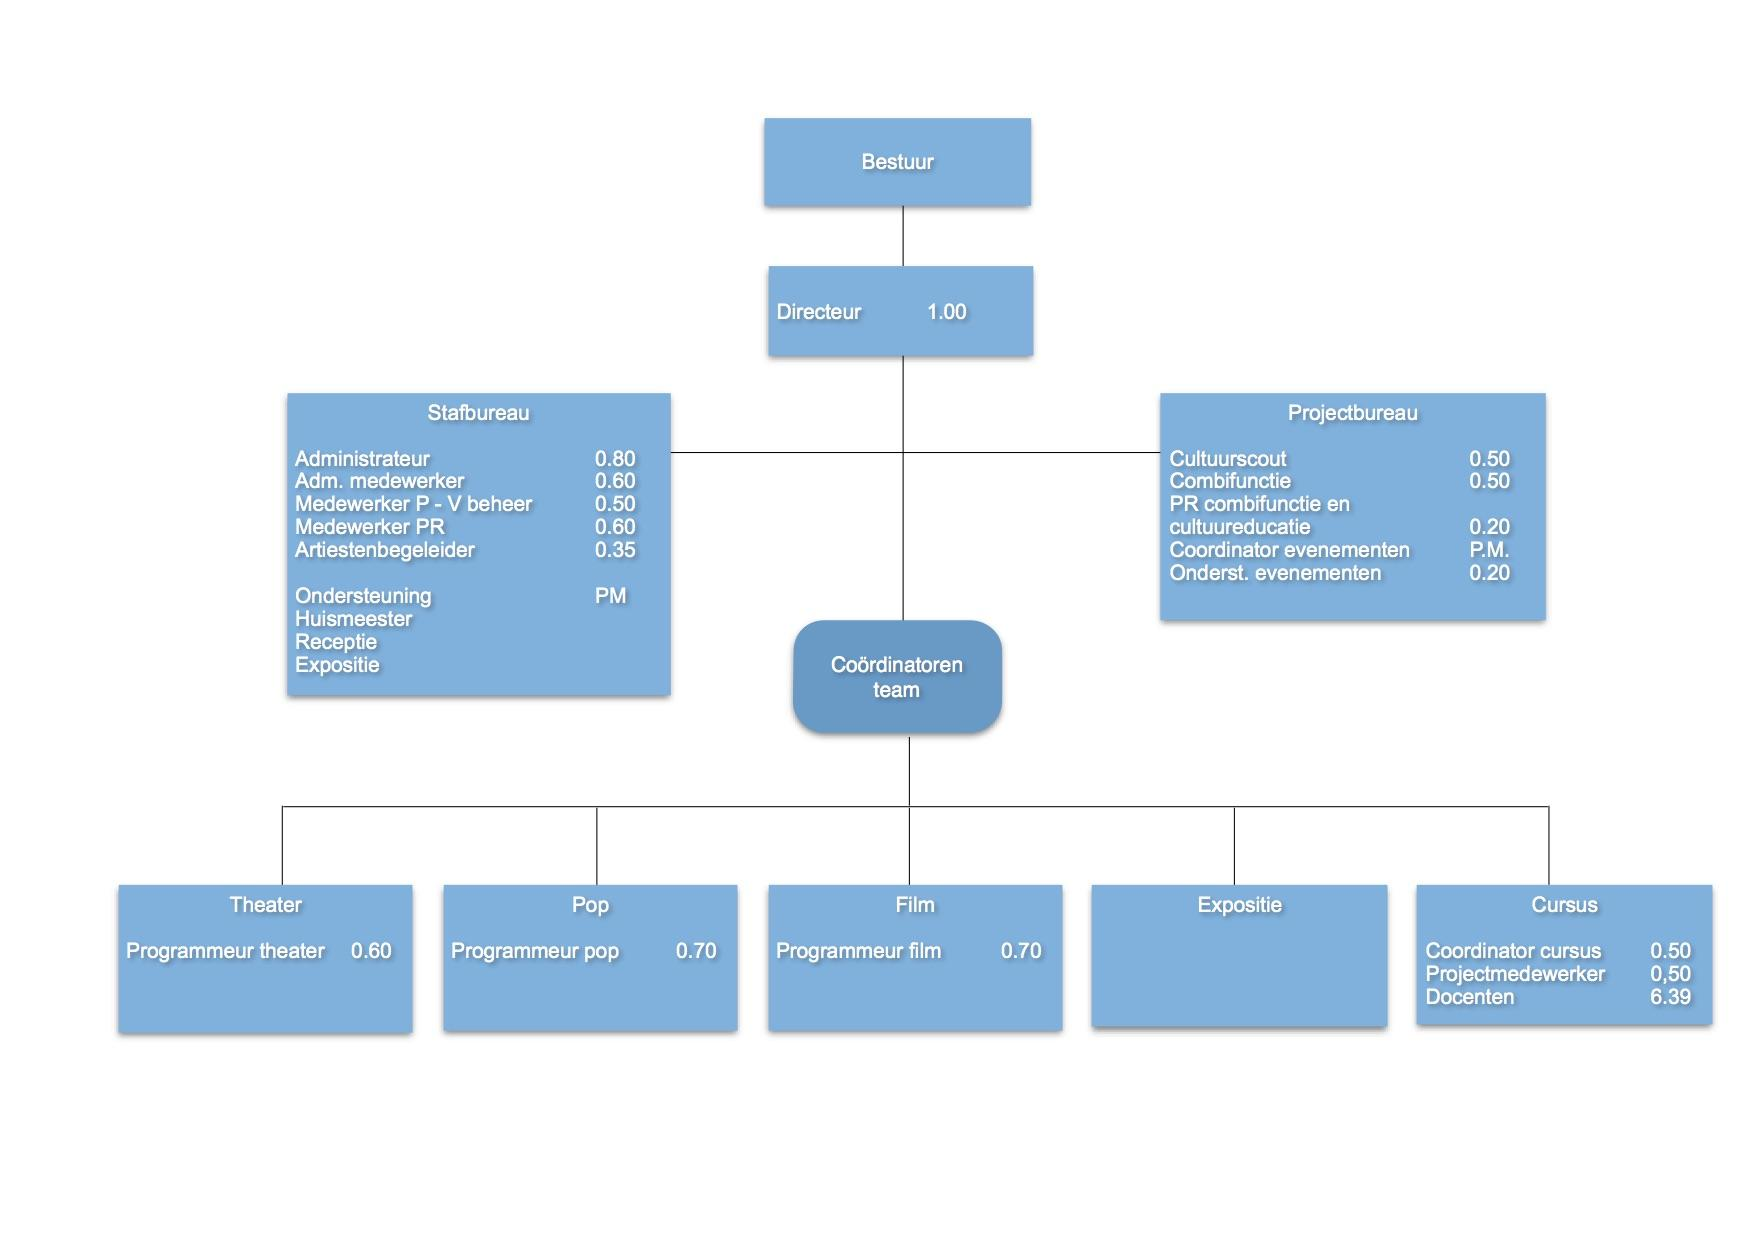 Bestuur
Directeur 1.00
Stafbureau
Administrateur 0.80
Adm. medewerker 0.60
Medewerker P - V beheer 0.50
Medewerker PR 0.60
Artiestenbegeleider 0.35
Ondersteuning PM
Huismeester
Receptie
Expositie
Projectbureau
Cultuurscout 0.50
Combifunctie 0.50
PR combifunctie en
cultuureducatie 0.20
Coordinator evenementen P.M.
Onderst. evenementen 0.20
Coördinatoren
team
Theater
Programmeur theater 0.60
Pop
Programmeur pop 0.70
Film
Programmeur film 0.70
Expositie
Cursus
Coordinator cursus 0.50
Projectmedewerker 0,50
Docenten 6.39